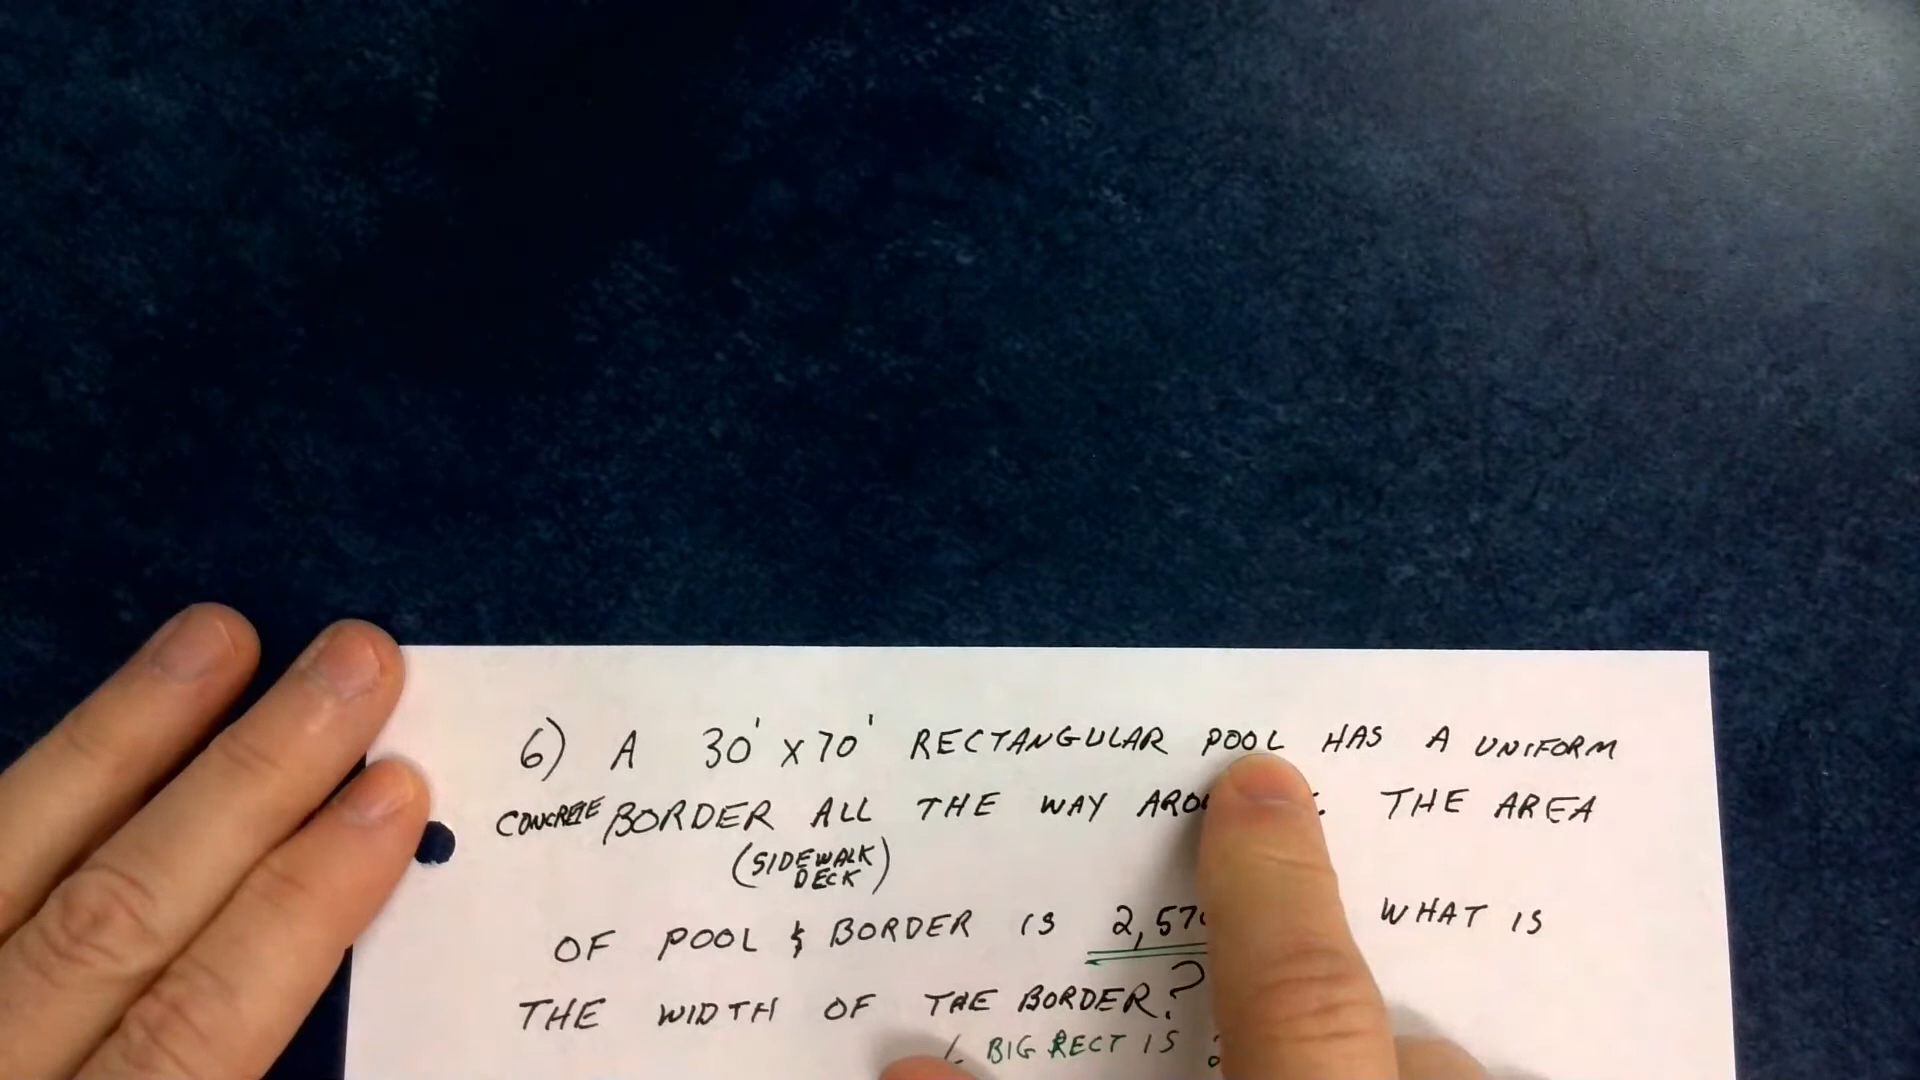 6) A 30' X 70' RECTANGULAR POOL HAS A UNIFORM
CONCRETE BORDER ALL THE WAY THE AREA
(SIDEWALK
DECK)
OF POOL & BORDER IS WHAT IS
THE WIDTH OF THE BORDER?
BIG RECT IS